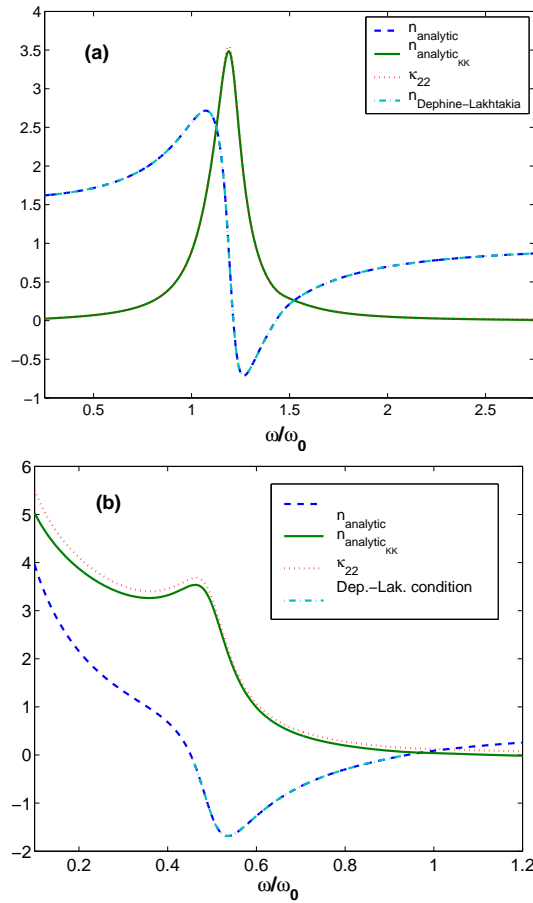 4
3.5
3
2.5
2
1.5
1
0.5
0
−0.5
−1
(a)
n_analytic
n_analytic_KK
κ_22
n_Dephine−Lakhtakia
0.5 1 1.5 2 2.5
ω/ω_0
6
5
4
3
2
1
0
−1
−2
(b)
n_analytic
n_analytic_KK
κ_22
Dep.−Lak. condition
0.2 0.4 0.6 0.8 1 1.2
ω/ω_0